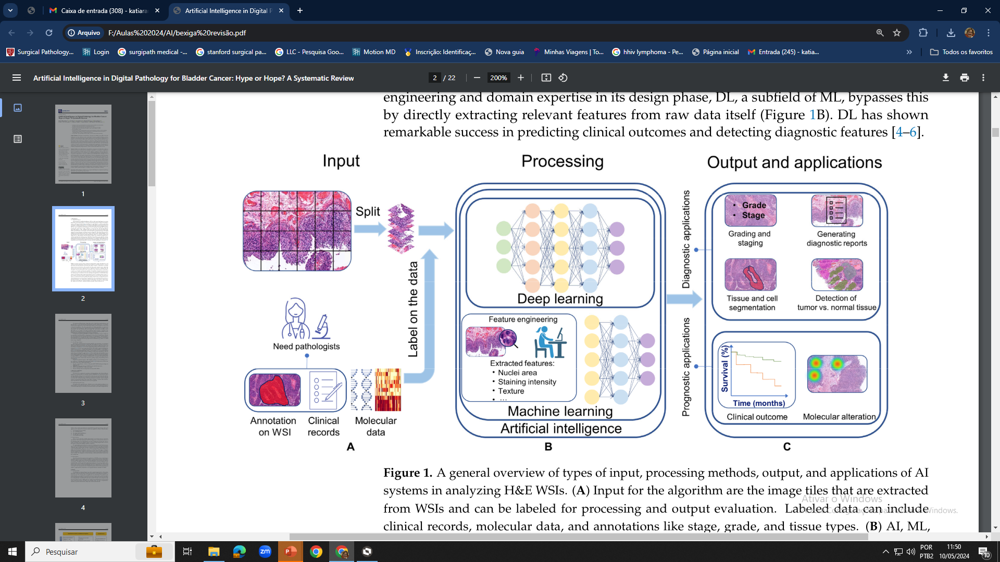 Caixa de entrada (308) - katiara
Artificial Intelligence in Digital P
Arquivo
F:/Aulas%202024/AI/bexiga%20revisão.pdf
Surgical Pathology...
Login
surgipath medical -...
stanford surgical pa...
LLC - Pesquisa Goo...
Motion MD
Inscrição: Identificaç...
Nova guia
Minhas Viagens | To...
hhiv lymphoma - Pe...
Página inicial
Entrada (245) - katia...
Todos os favoritos
Artificial Intelligence in Digital Pathology for Bladder Cancer: Hype or Hope? A Systematic Review
2 / 22
200%
1
2
3
4
engineering and domain expertise in its design phase, DL, a subfield of ML, bypasses this
by directly extracting relevant features from raw data itself (Figure 1B). DL has shown
remarkable success in predicting clinical outcomes and detecting diagnostic features [4–6].
Input
Split
Label on the data
Need pathologists
Annotation
on WSI
Clinical
records
Molecular
data
A
Processing
Deep learning
Feature engineering
Extracted features:
• Nuclei area
• Staining intensity
• Texture
• ...
Machine learning
Artificial intelligence
B
Output and applications
Diagnostic applications
• Grade
• Stage
Grading and
staging
Generating
diagnostic reports
Tissue and cell
segmentation
Detection of
tumor vs. normal tissue
Prognostic applications
Survival (%)
Time (months)
Clinical outcome
Molecular alteration
C
Figure 1. A general overview of types of input, processing methods, output, and applications of AI
systems in analyzing H&E WSIs. (A) Input for the algorithm are the image tiles that are extracted
from WSIs and can be labeled for processing and output evaluation. Labeled data can include
clinical records, molecular data, and annotations like stage, grade, and tissue types. (B) AI, ML,
Ativar o Windows
Acesse Configurações para ativar o Windows.
Pesquisar
zm
POR
PTB2
11:50
10/05/2024
10